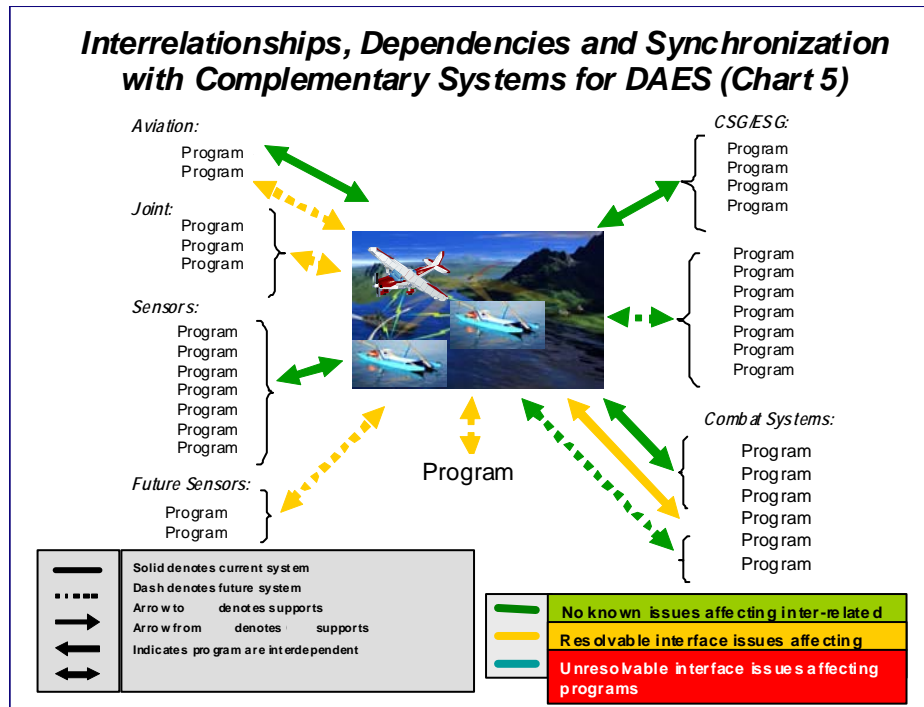 Interrelationships, Dependencies and Synchronization
with Complementary Systems for DAES (Chart 5)
Aviation:
Program
Program
Joint:
Program
Program
Program
Sensors:
Program
Program
Program
Program
Program
Program
Program
Future Sensors:
Program
Program
Program
CSG/ESG:
Program
Program
Program
Program
Program
Program
Program
Program
Program
Program
Program
Combat Systems:
Program
Program
Program
Program
Program
Program
Solid denotes current system
Dash denotes future system
Arrow to denotes supports
Arrow from denotes supports
Indicates program are interdependent
No known issues affecting inter-related
Resolvable interface issues affecting
Unresolvable interface issues affecting
programs